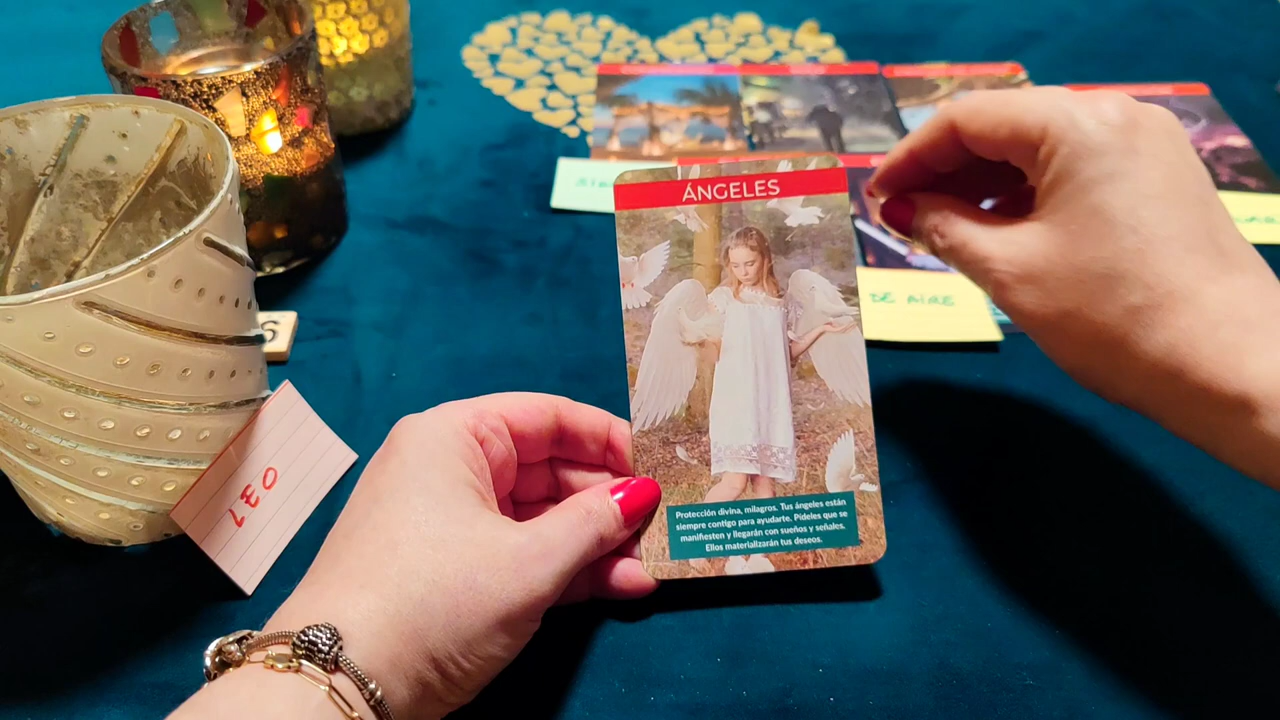 ÁNGELES
DE AIRE
6
LEO
Protección divina, milagros. Tus ángeles están
siempre contigo para ayudarte. Pídeles que se
manifiesten y llegarán con sueños y señales.
Ellos materializarán tus deseos.